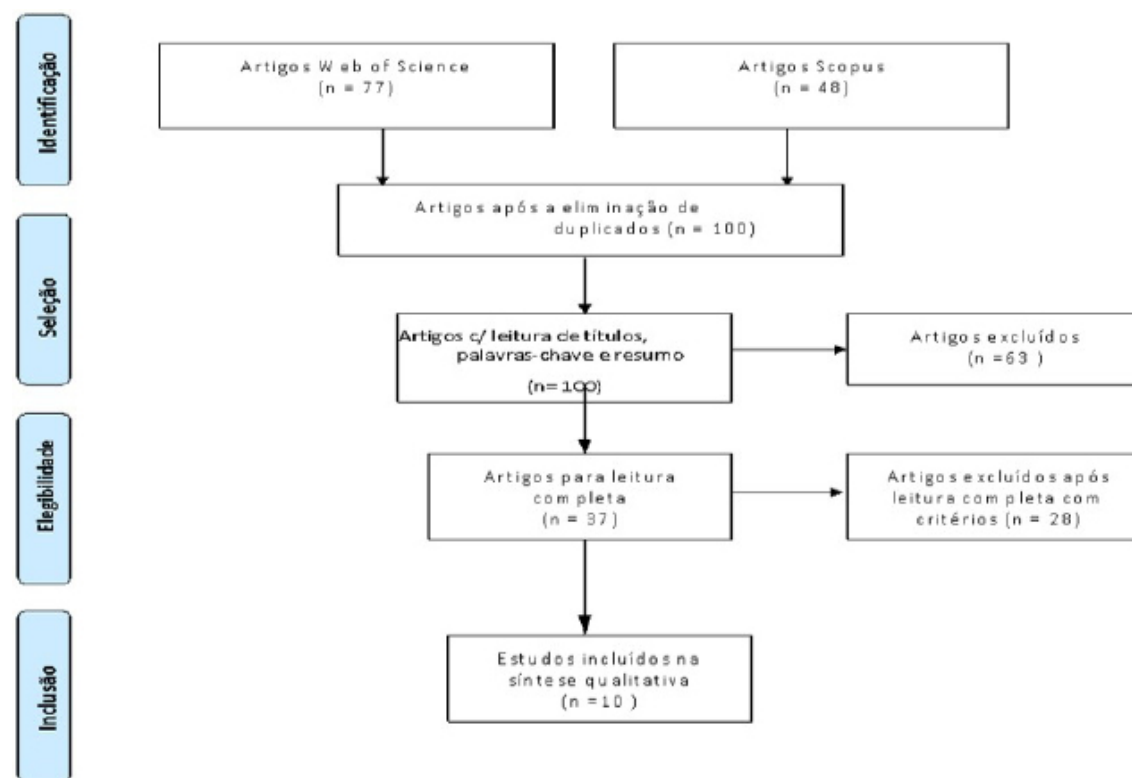 Identificação
Artigos Web of Science
(n = 77)
Artigos Scopus
(n = 48)
Artigos após a eliminação de
duplicados (n = 100)
Seleção
Artigos c/ leitura de títulos,
palavras-chave e resumo
(n= 100)
Artigos excluídos
(n =63 )
Elegibilidade
Artigos para leitura
completa
(n = 37)
Artigos excluídos após
leitura completa com
critérios (n = 28)
Inclusão
Estudos incluídos na
síntese qualitativa
(n =10 )